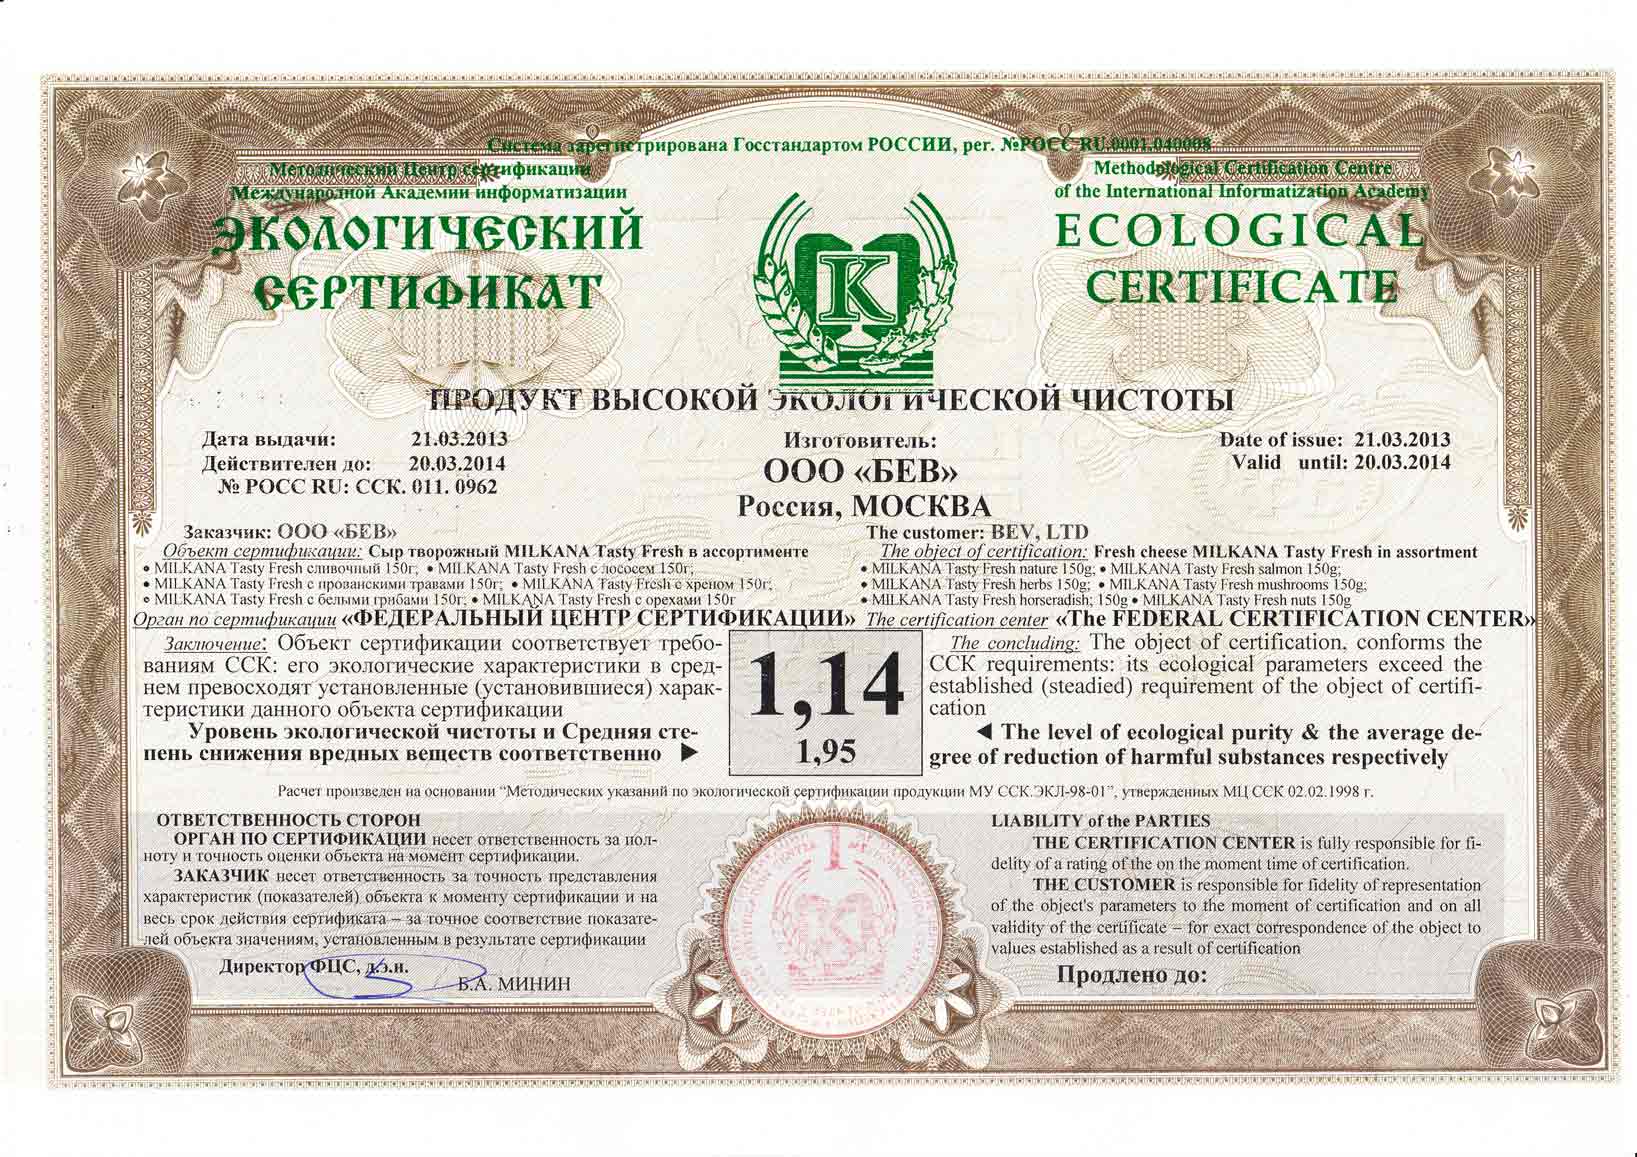 Система зарегистрирована Госстандартом РОССИИ, рег. №РОСС RU.0001.040008
Методический Центр сертификации
Международной Академии информатизации
ЭКОЛОГИЧЕСКИЙ
СЕРТИФИКАТ
Methodological Certification Centre
of the International Informatization Academy
ECOLOGICAL
CERTIFICATE
К
ПРОДУКТ ВЫСОКОЙ ЭКОЛОГИЧЕСКОЙ ЧИСТОТЫ
Дата выдачи: 21.03.2013
Действителен до: 20.03.2014
№ РОСС RU: ССК. 011. 0962
Изготовитель:
ООО «БЕВ»
Россия, МОСКВА
Date of issue: 21.03.2013
Valid until: 20.03.2014
Заказчик: ООО «БЕВ»
Объект сертификации: Сыр творожный MILKANA Tasty Fresh в ассортименте
• MILKANA Tasty Fresh сливочный 150г; • MILKANA Tasty Fresh с лососем 150г;
• MILKANA Tasty Fresh с прованскими травами 150г; • MILKANA Tasty Fresh с хреном 150г;
• MILKANA Tasty Fresh с белыми грибами 150г; • MILKANA Tasty Fresh с орехами 150г
Орган по сертификации «ФЕДЕРАЛЬНЫЙ ЦЕНТР СЕРТИФИКАЦИИ»
The customer: BEV, LTD
The object of certification: Fresh cheese MILKANA Tasty Fresh in assortment
• MILKANA Tasty Fresh nature 150g; • MILKANA Tasty Fresh salmon 150g;
• MILKANA Tasty Fresh herbs 150g; • MILKANA Tasty Fresh mushrooms 150g;
• MILKANA Tasty Fresh horseradish; 150g • MILKANA Tasty Fresh nuts 150g
The certification center «The FEDERAL CERTIFICATION CENTER»
Заключение: Объект сертификации соответствует требо-
ваниям ССК: его экологические характеристики в сред-
нем превосходят установленные (установившиеся) харак-
теристики данного объекта сертификации
Уровень экологической чистоты и Средняя сте-
пень снижения вредных веществ соответственно ►
1,14
1,95
The concluding: The object of certification, conforms the
CCK requirements: its ecological parameters exceed the
established (steadied) requirement of the object of certifi-
cation
◄ The level of ecological purity & the average de-
gree of reduction of harmful substances respectively
Расчет произведен на основании “Методических указаний по экологической сертификации продукции МУ ССК.ЭКЛ-98-01”, утвержденных МЦ ССК 02.02.1998 г.
ОТВЕТСТВЕННОСТЬ СТОРОН
ОРГАН ПО СЕРТИФИКАЦИИ несет ответственность за пол-
ноту и точность оценки объекта на момент сертификации.
ЗАКАЗЧИК несет ответственность за точность представления
характеристик (показателей) объекта к моменту сертификации и на
весь срок действия сертификата – за точное соответствие показате-
лей объекта значениям, установленным в результате сертификации
Директор ФЦС, д.э.н.
Б.А. МИНИН
LIABILITY of the PARTIES
THE CERTIFICATION CENTER is fully responsible for fi-
delity of a rating of the on the moment time of certification.
THE CUSTOMER is responsible for fidelity of representation
of the object's parameters to the moment of certification and on all
validity of the certificate – for exact correspondence of the object to
values established as a result of certification
Продлено до:
1
К